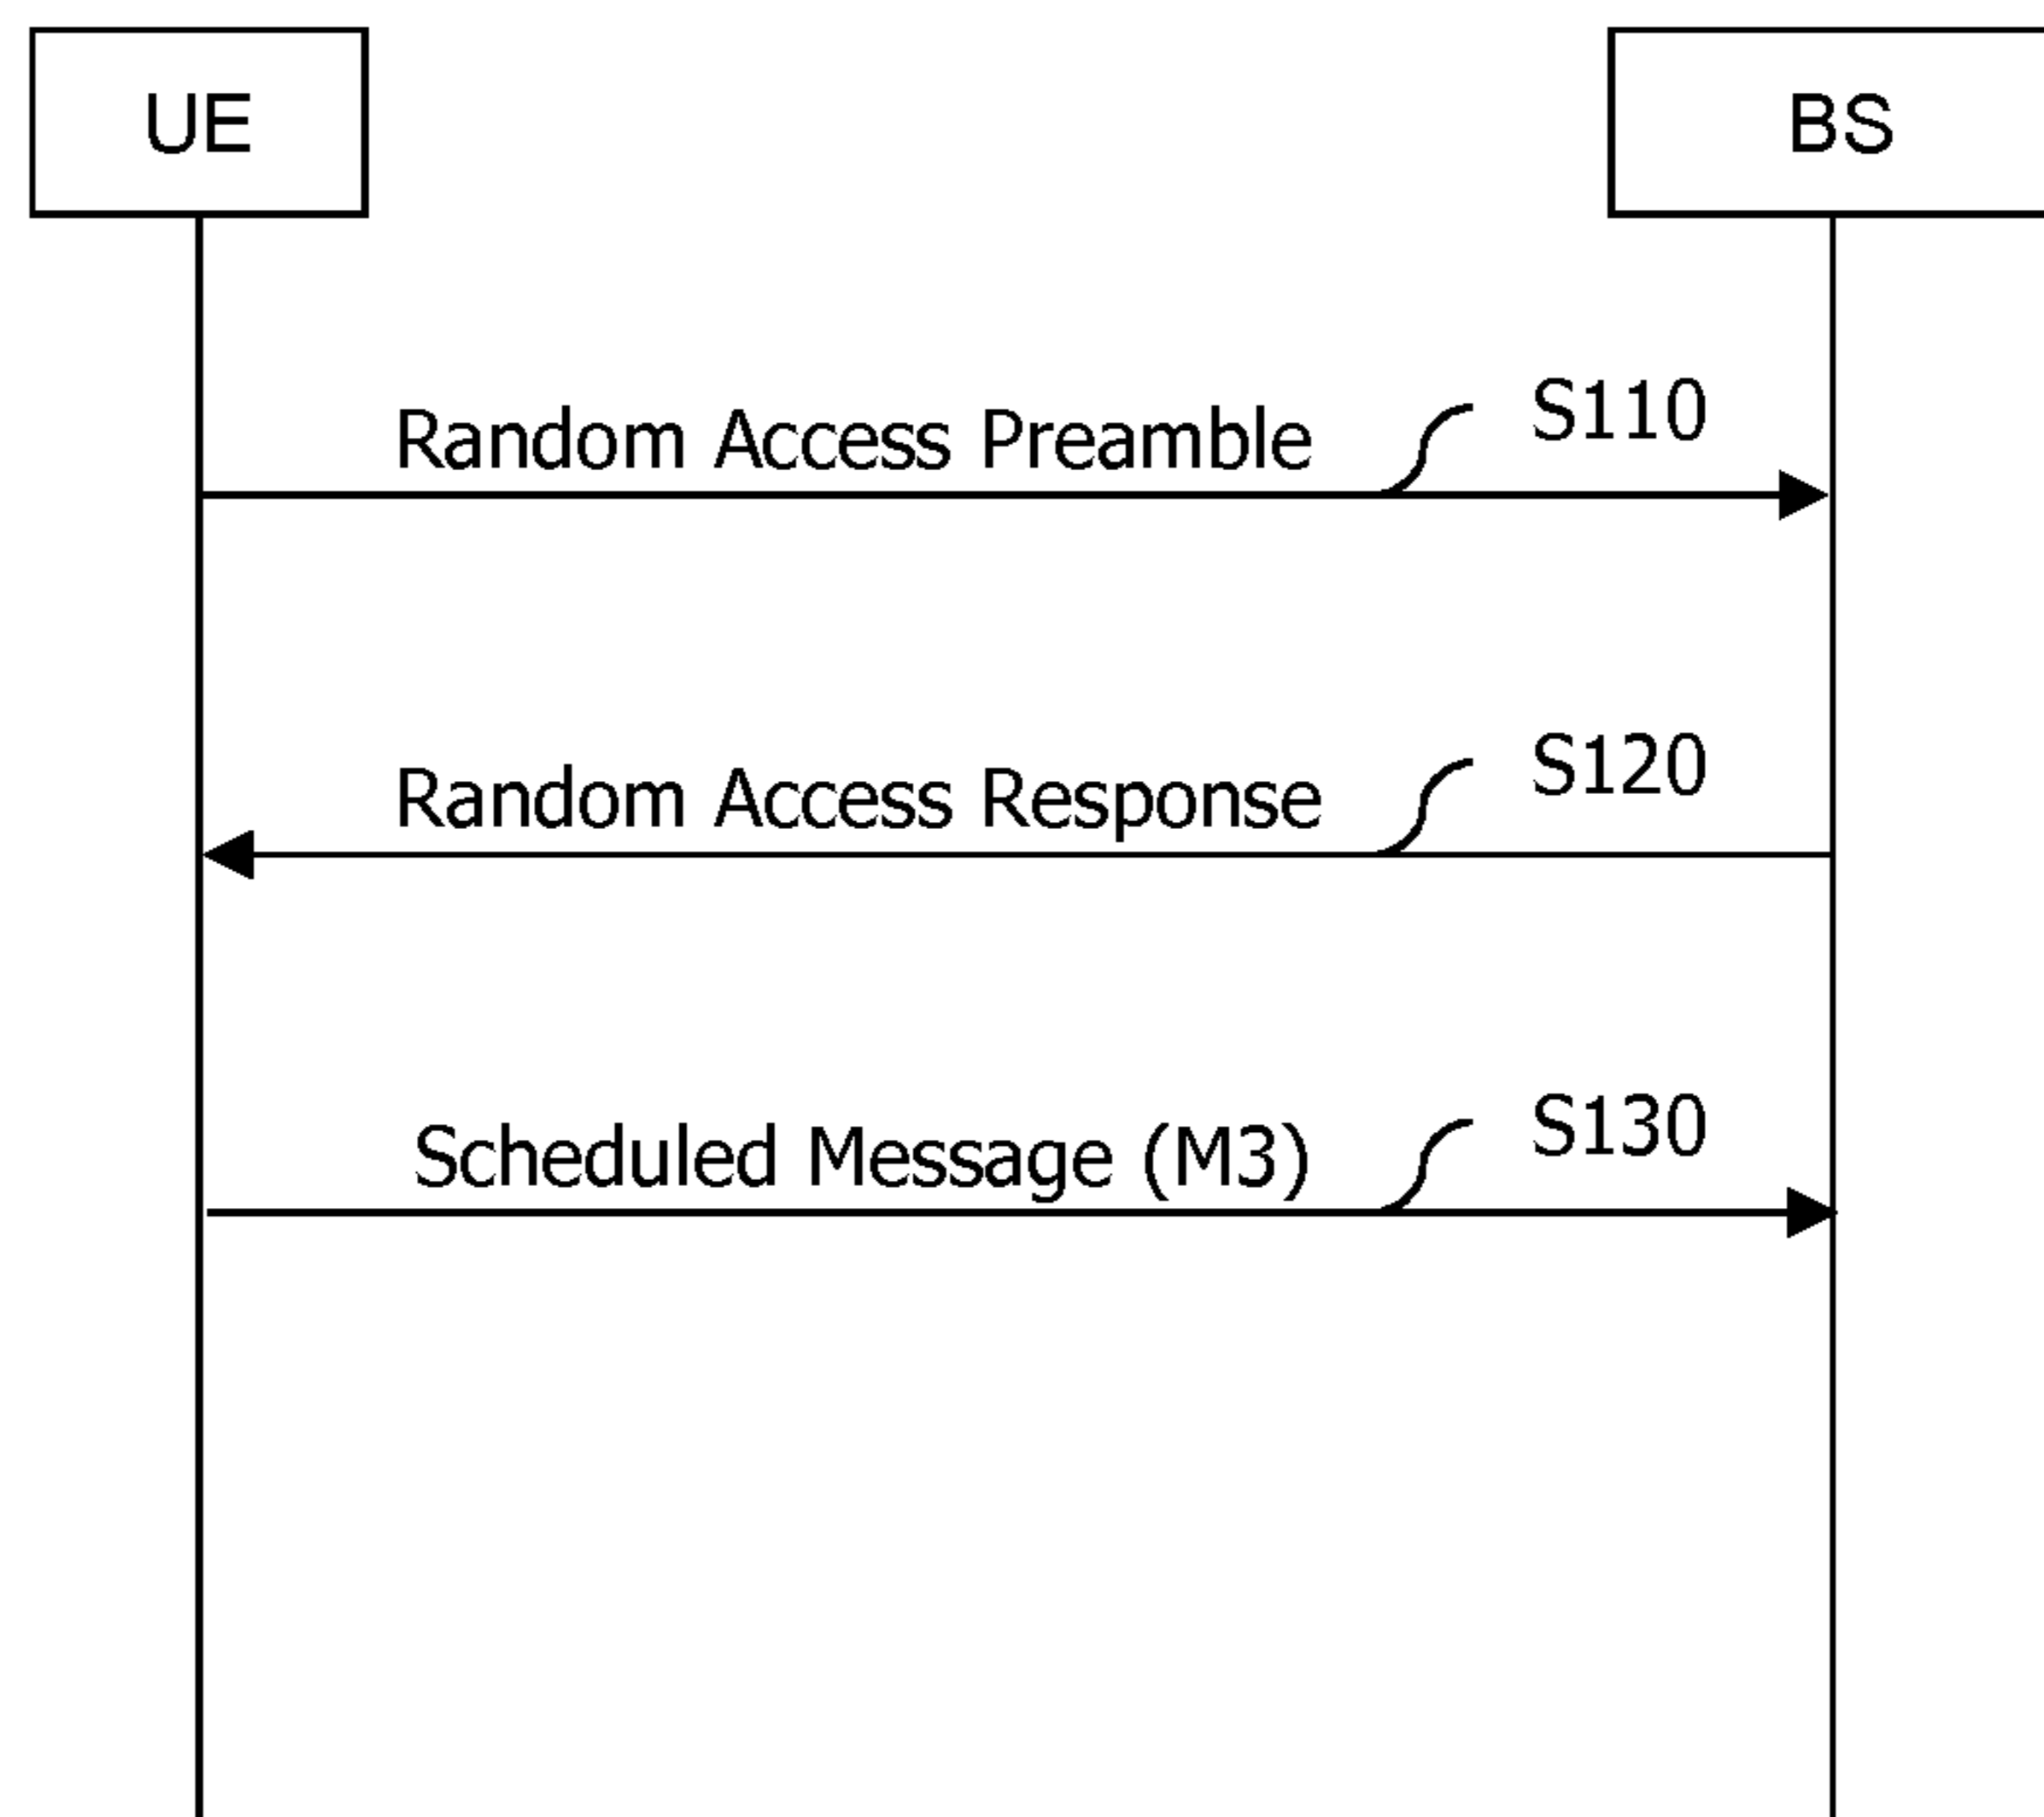 UE
BS
Random Access Preamble
S110
Random Access Response
S120
Scheduled Message (M3)
S130